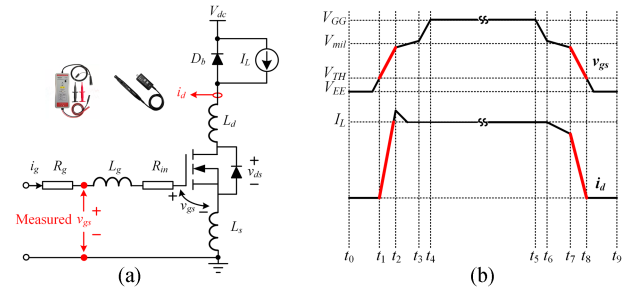 (a)
V_dc
D_b
I_L
i_d
L_d
i_g
R_g
L_g
R_in
v_ds
v_gs
Measured v_gs
L_s
+
−
(b)
V_GG
V_mil
V_TH
V_EE
v_gs
I_L
i_d
t_0 t_1 t_2 t_3 t_4 t_5 t_6 t_7 t_8 t_9